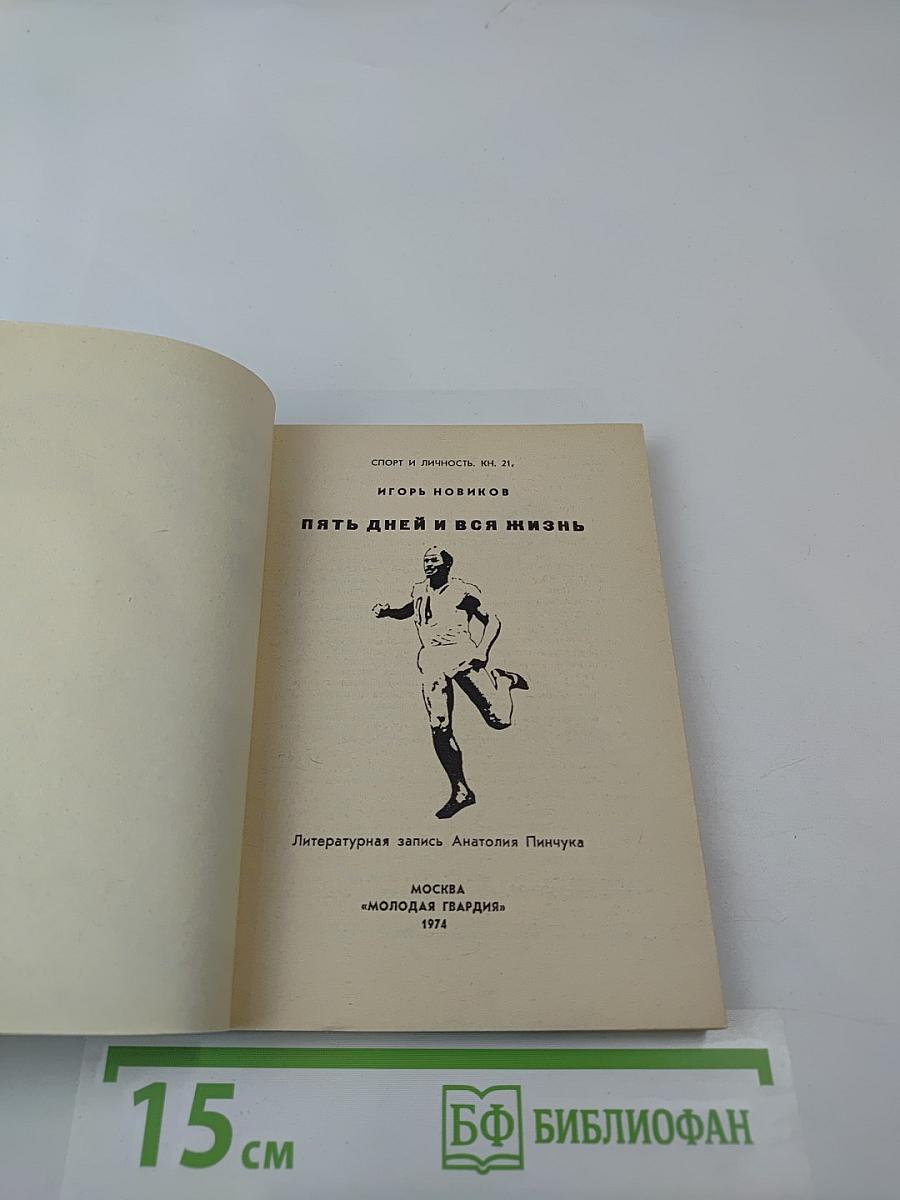 СПОРТ И ЛИЧНОСТЬ. КН. 21.
ИГОРЬ НОВИКОВ
ПЯТЬ ДНЕЙ И ВСЯ ЖИЗНЬ
14
Литературная запись Анатолия Пинчука
МОСКВА
«МОЛОДАЯ ГВАРДИЯ»
1974
15 см
БФ БИБЛИОФАН